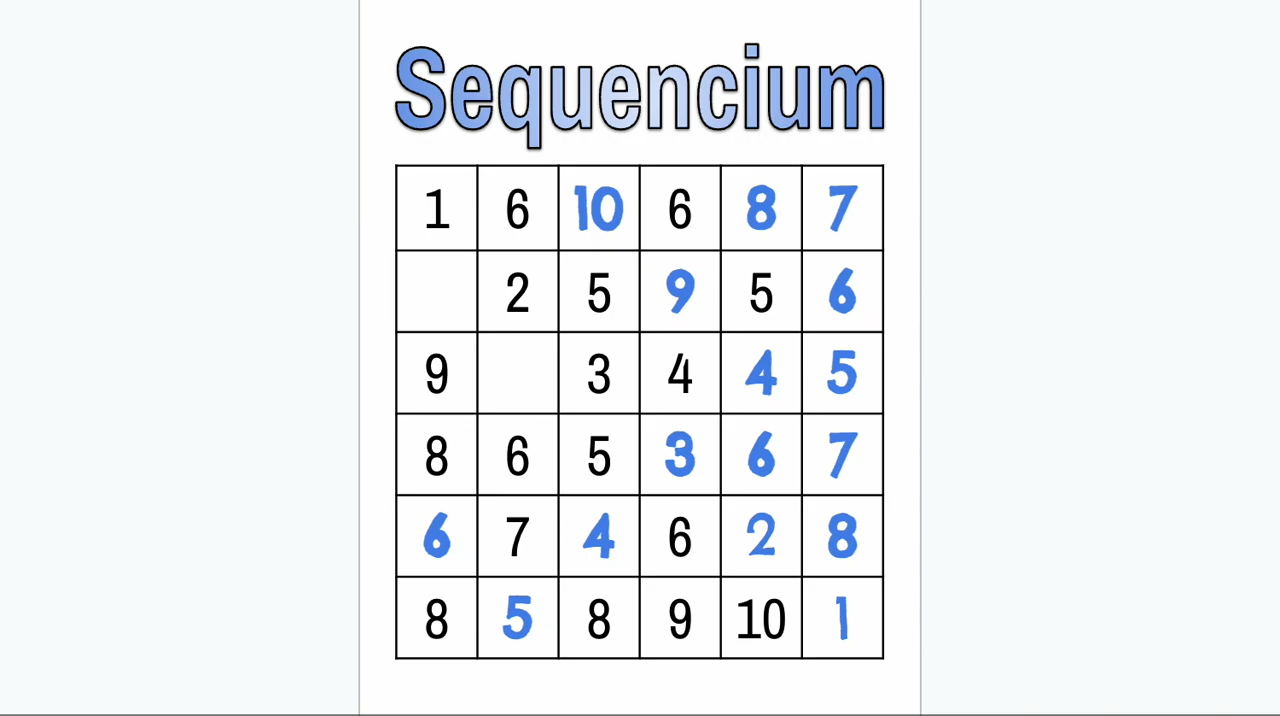 Sequencium
1 6 10 6 8 7
2 5 9 5 6
9 3 4 4 5
8 6 5 3 6 7
6 7 4 6 2 8
8 5 8 9 10 1